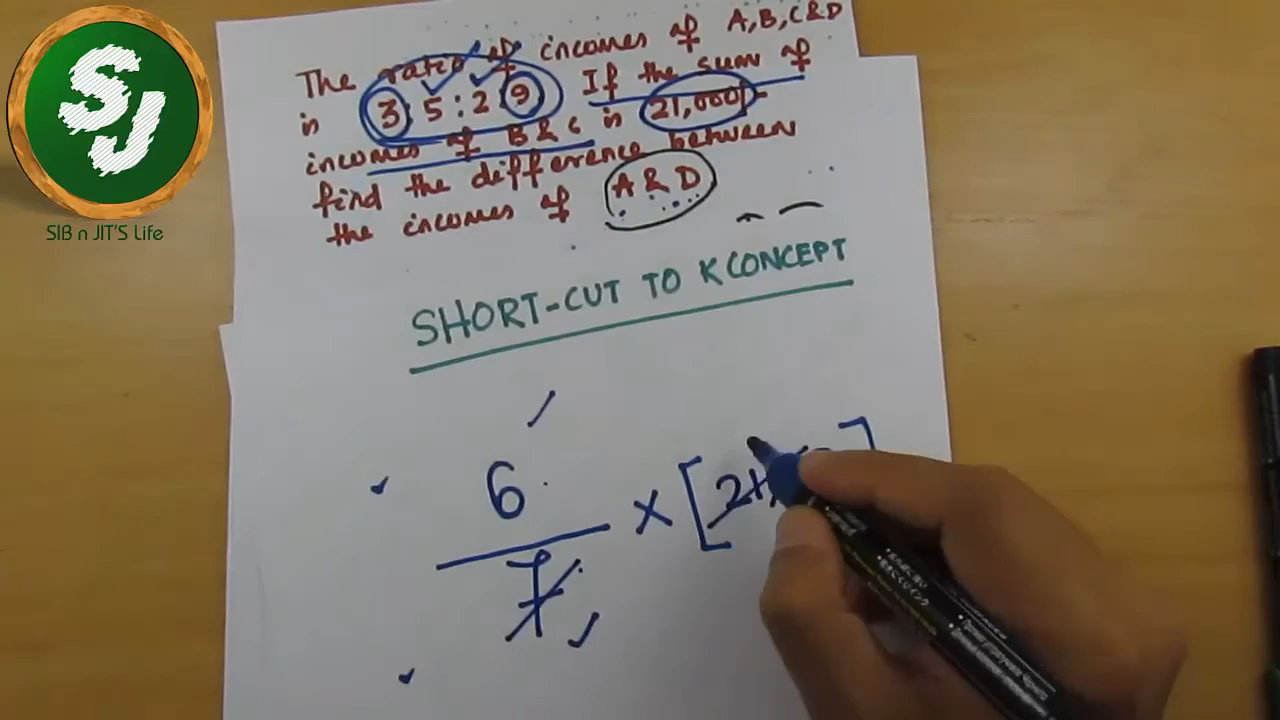 SJ
SIB n JIT'S Life
The ratio of incomes of A,B,C&D
is 3:5:2:9 If the sum of
incomes of B & C is 21,000/-
find the difference between
the incomes of A & D
SHORT-CUT TO K CONCEPT
6
7
× [21,